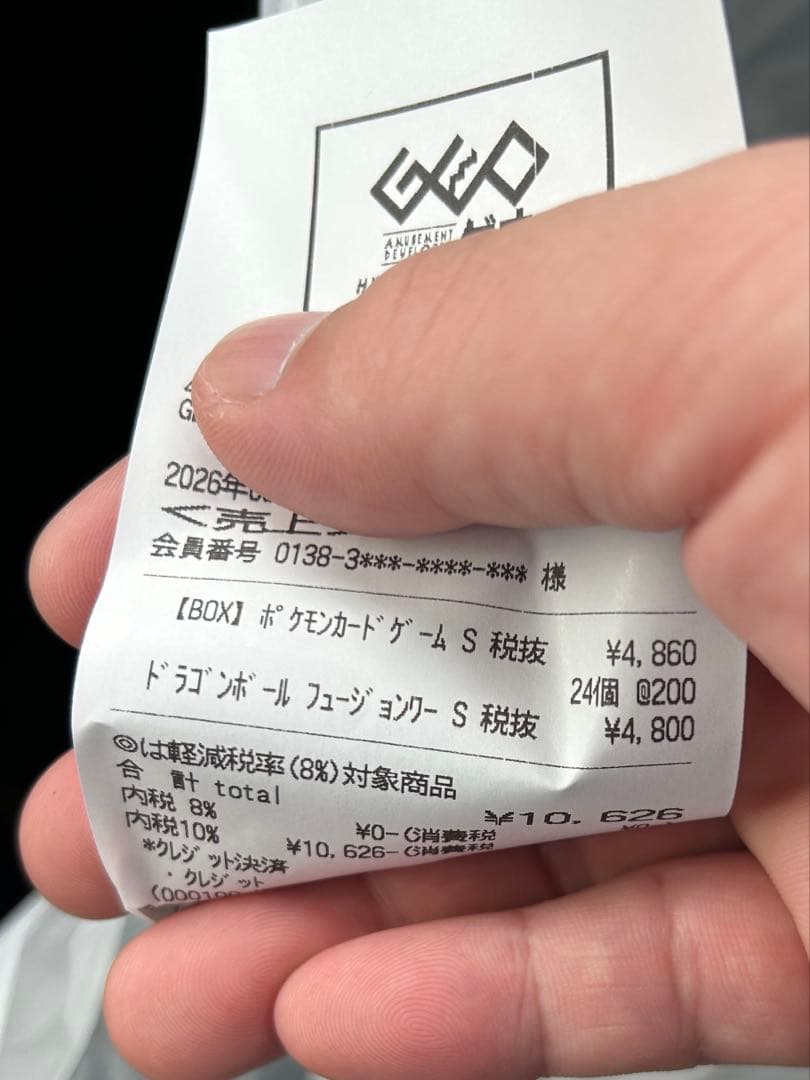 GEO
AMUSEMENT
2026年
<売上
会員番号 0138-3***-****-*** 様
【BOX】ポケモンカードゲーム S 税抜 ¥4,860
24個 @200
ドラゴンボール フュージョンワー S 税抜 ¥4,800
◎は軽減税率(8%)対象商品
合 計 total ¥10,626
内税 8% ¥0-(消費税
内税10% ¥10,626-(消費税
*クレジット決済
・クレジット